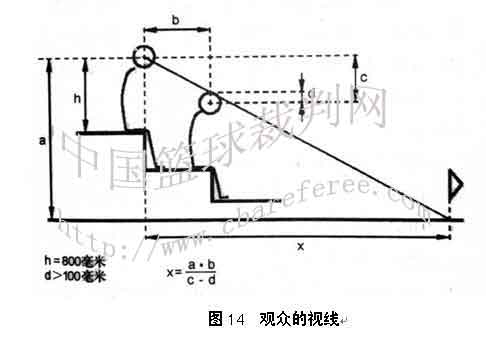 b
c
d
h
a
中国篮球裁判网
http://www.cbareferee.com
x
h=800毫米
d>100毫米
x= a·b
c-d
图14 观众的视线